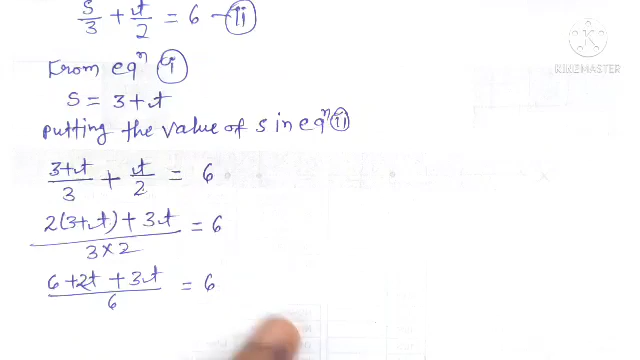 s/3 + t/2 = 6 - (ii)
KINEMASTER
From eqⁿ (i)
s = 3+t
putting the value of s in eqⁿ (ii)
3+t/3 + t/2 = 6
2(3+t) + 3t/3×2 = 6
6+2t + 3t/6 = 6